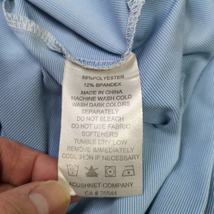 88%POLYESTER
12% SPANDEX
MADE IN CHINA
MACHINE WASH COLD
WASH DARK COLORS
SEPARATELY
DO NOT BLEACH
DO NOT USE FABRIC
SOFTENERS
TUMBLE DRY LOW
REMOVE IMMEDIATELY
COOL IRON IF NECESSARY
ACUSHNET COMPANY
CA #